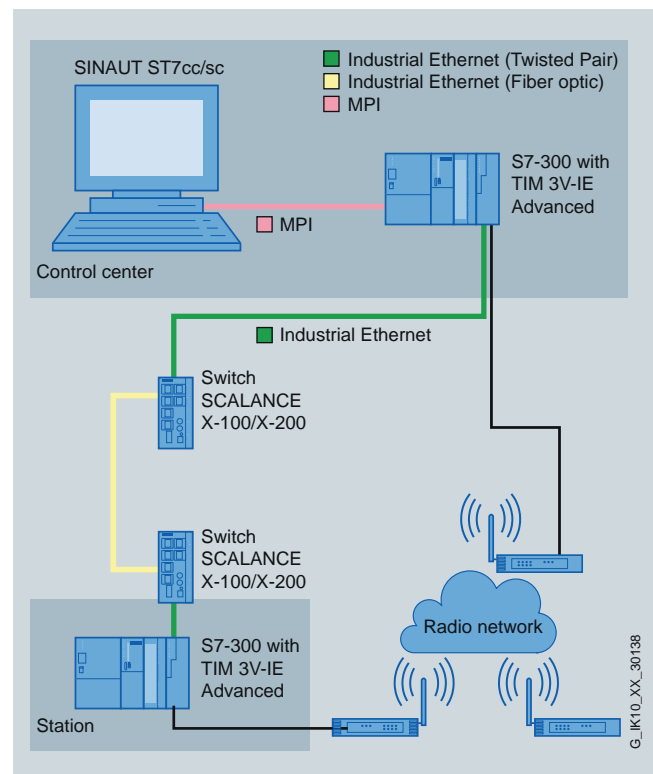 SINAUT ST7cc/sc
Industrial Ethernet (Twisted Pair)
Industrial Ethernet (Fiber optic)
MPI
S7-300 with
TIM 3V-IE
Advanced
MPI
Control center
Industrial Ethernet
Switch
SCALANCE
X-100/X-200
Switch
SCALANCE
X-100/X-200
Radio network
S7-300 with
TIM 3V-IE
Advanced
Station
G_IK10_XX_30138